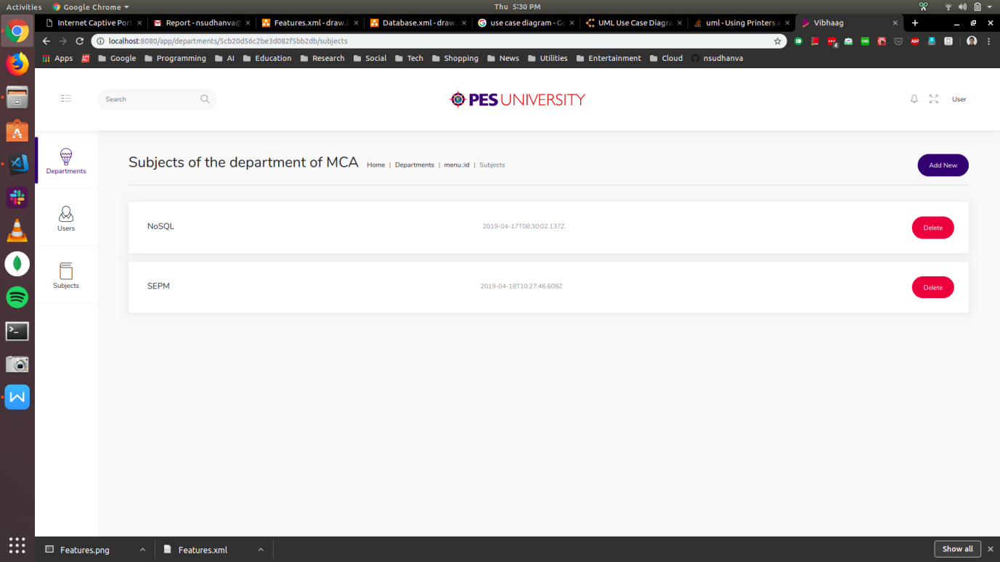 Activities Google Chrome Thu 5:30 PM
Internet Captive Port Report - nsudhanva@ Features.xml - draw.i Database.xml - draw. use case diagram - Go UML Use Case Diagra uml - Using Printers a Vibhaag
localhost:8080/app/departments/5cb20d56c2be3d082f5bb2db/subjects
Apps ACT Google Programming AI Education Research Social Tech Shopping News Utilities Entertainment Cloud nsudhanva
Search PES UNIVERSITY User
Departments
Users
Subjects
Subjects of the department of MCA Home | Departments | menu.:id | Subjects Add New
NoSQL 2019-04-17T08:30:02.137Z Delete
SEPM 2019-04-18T10:27:46.608Z Delete
Features.png Features.xml Show all